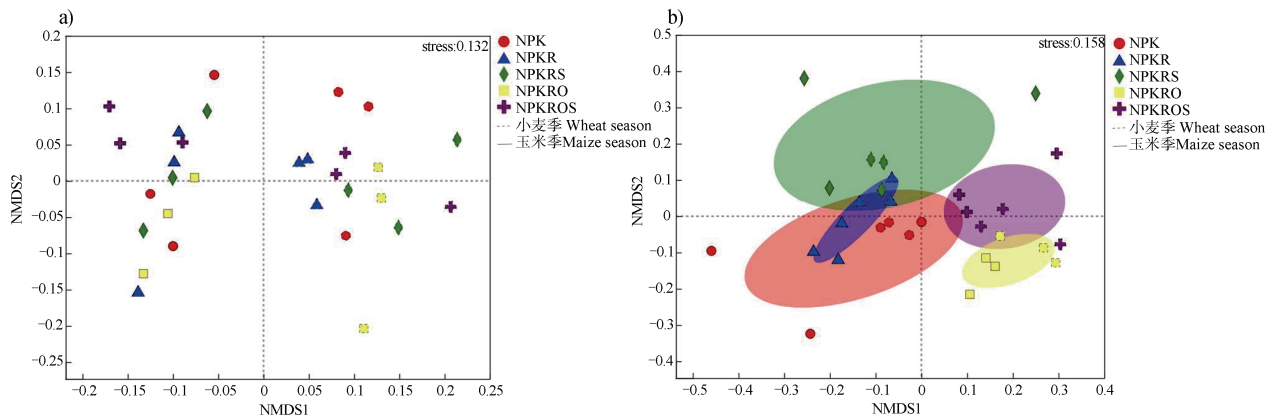 a)
stress:0.132
NMDS2
0.2
0.15
0.1
0.05
0
−0.05
−0.1
−0.15
−0.2
−0.25
−0.2
−0.15
−0.1
−0.05
0
0.05
0.1
0.15
0.2
0.25
NMDS1
NPK
NPKR
NPKRS
NPKRO
NPKROS
小麦季 Wheat season
玉米季Maize season
b)
stress:0.158
NMDS2
0.5
0.4
0.3
0.2
0.1
0
−0.1
−0.2
−0.3
−0.4
−0.5
−0.4
−0.3
−0.2
−0.1
0
0.1
0.2
0.3
0.4
NMDS1
NPK
NPKR
NPKRS
NPKRO
NPKROS
小麦季 Wheat season
玉米季Maize season